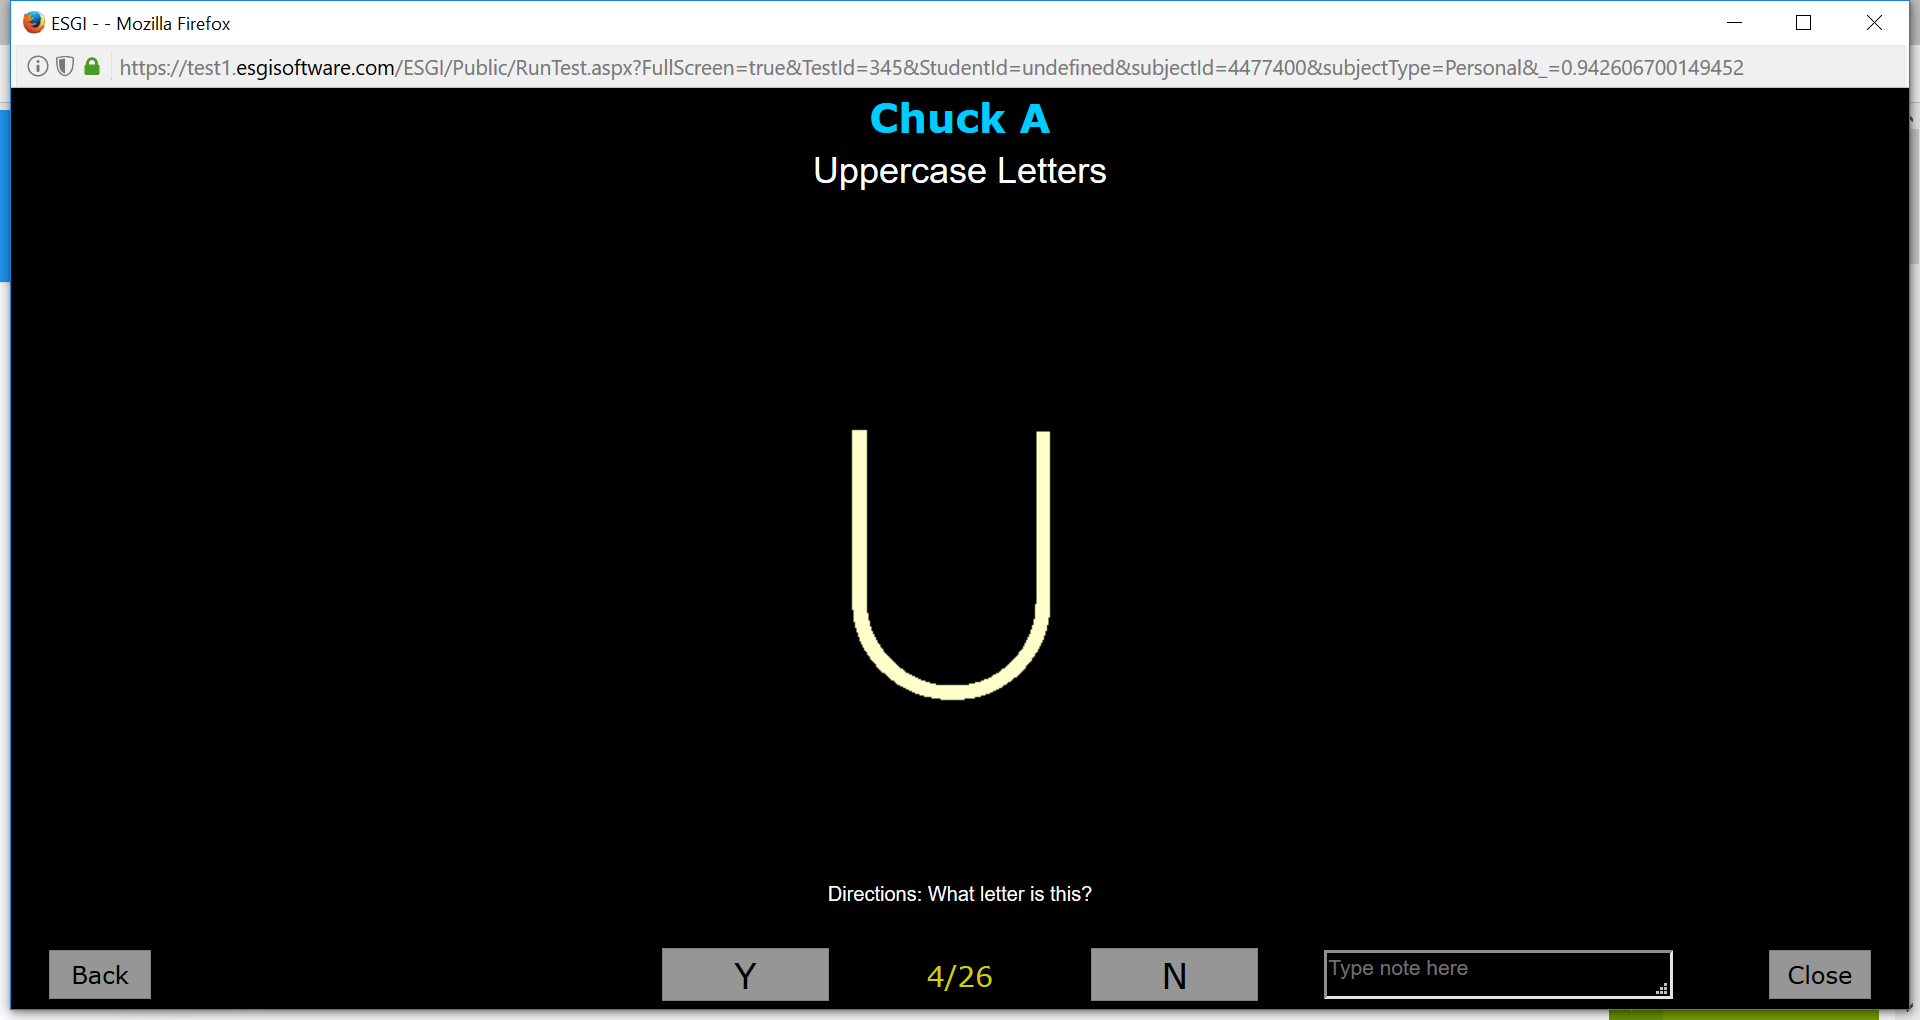 ESGI - - Mozilla Firefox
https://test1.esgisoftware.com/ESGI/Public/RunTest.aspx?FullScreen=true&TestId=345&StudentId=undefined&subjectId=4477400&subjectType=Personal&_=0.942606700149452
Chuck A
Uppercase Letters
U
Directions: What letter is this?
Back
Y
4/26
N
Type note here
Close